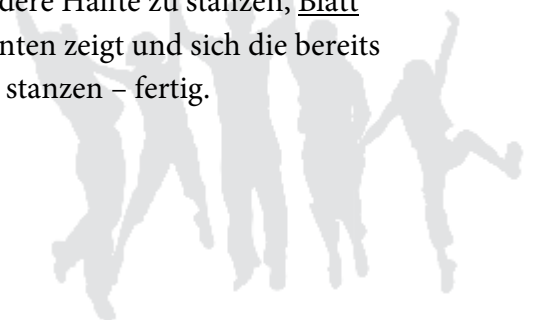 dere Hälfte zu stanzen, Blatt
nten zeigt und sich die bereits
stanzen – fertig.